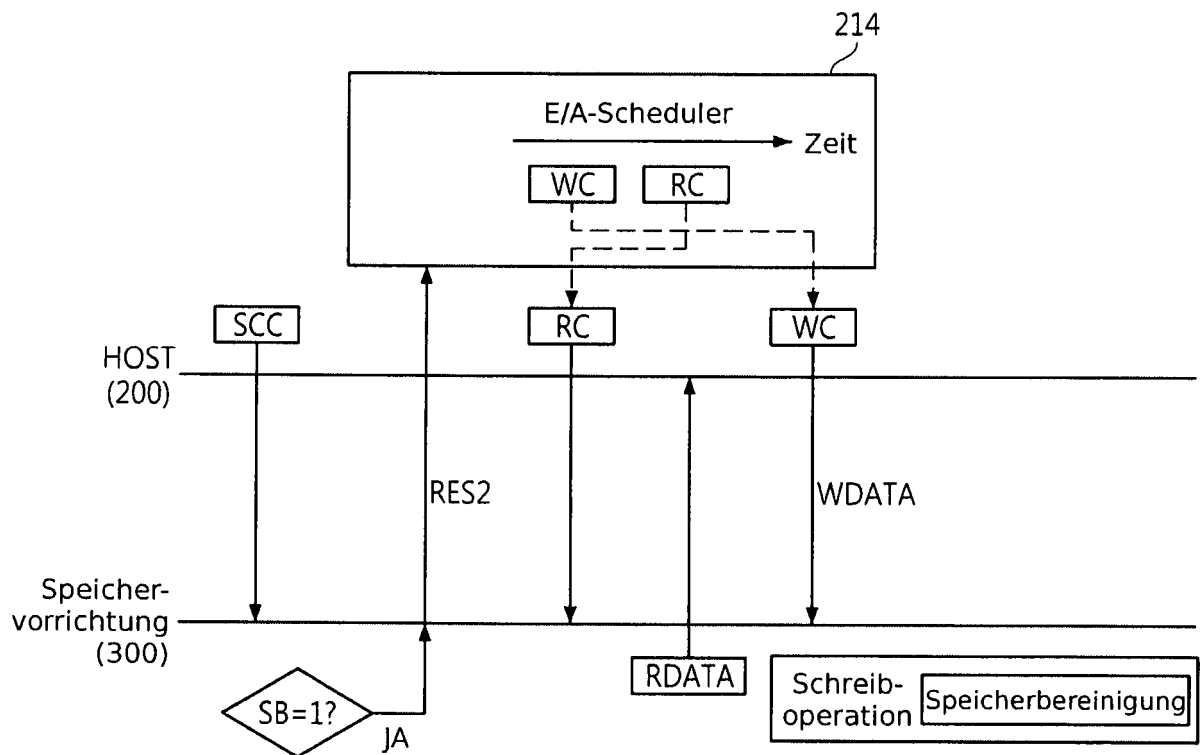 214
E/A-Scheduler
Zeit
WC
RC
SCC
RC
WC
HOST
(200)
RES2
WDATA
Speicher-
vorrichtung
(300)
RDATA
SB=1?
JA
Schreib-
operation
Speicherbereinigung